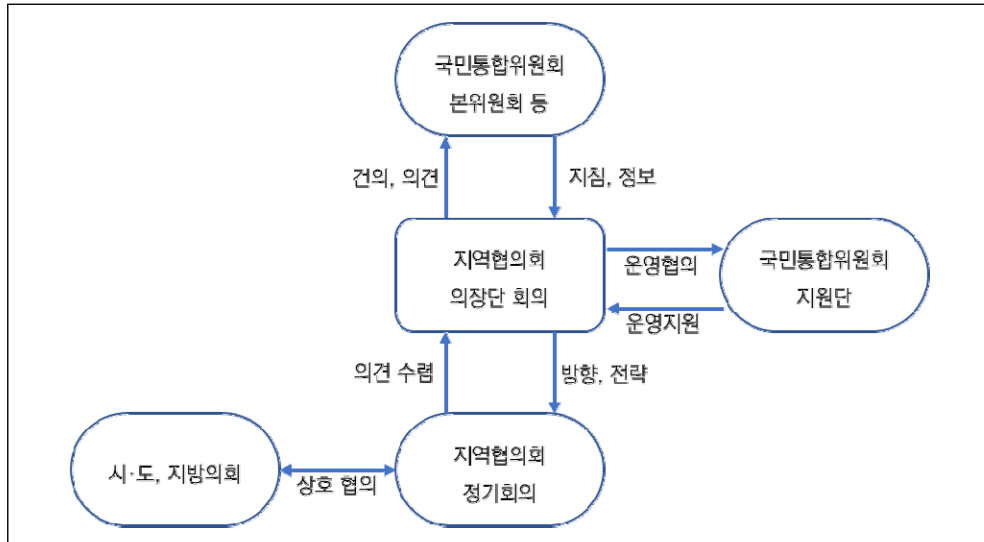 국민통합위원회
본위원회 등
건의, 의견
지침, 정보
지역협의회
의장단 회의
운영협의
국민통합위원회
지원단
운영지원
의견 수렴
방향, 전략
시·도, 지방의회
상호 협의
지역협의회
정기회의